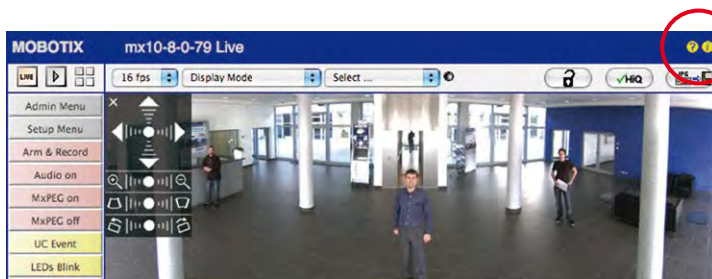 MOBOTIX mx10-8-0-79 Live ? i
LIVE 16 fps Display Mode Select ... √HiQ JPG
Admin Menu
Setup Menu
Arm & Record
Audio on
MxPEG on
MxPEG off
UC Event
LEDs Blink